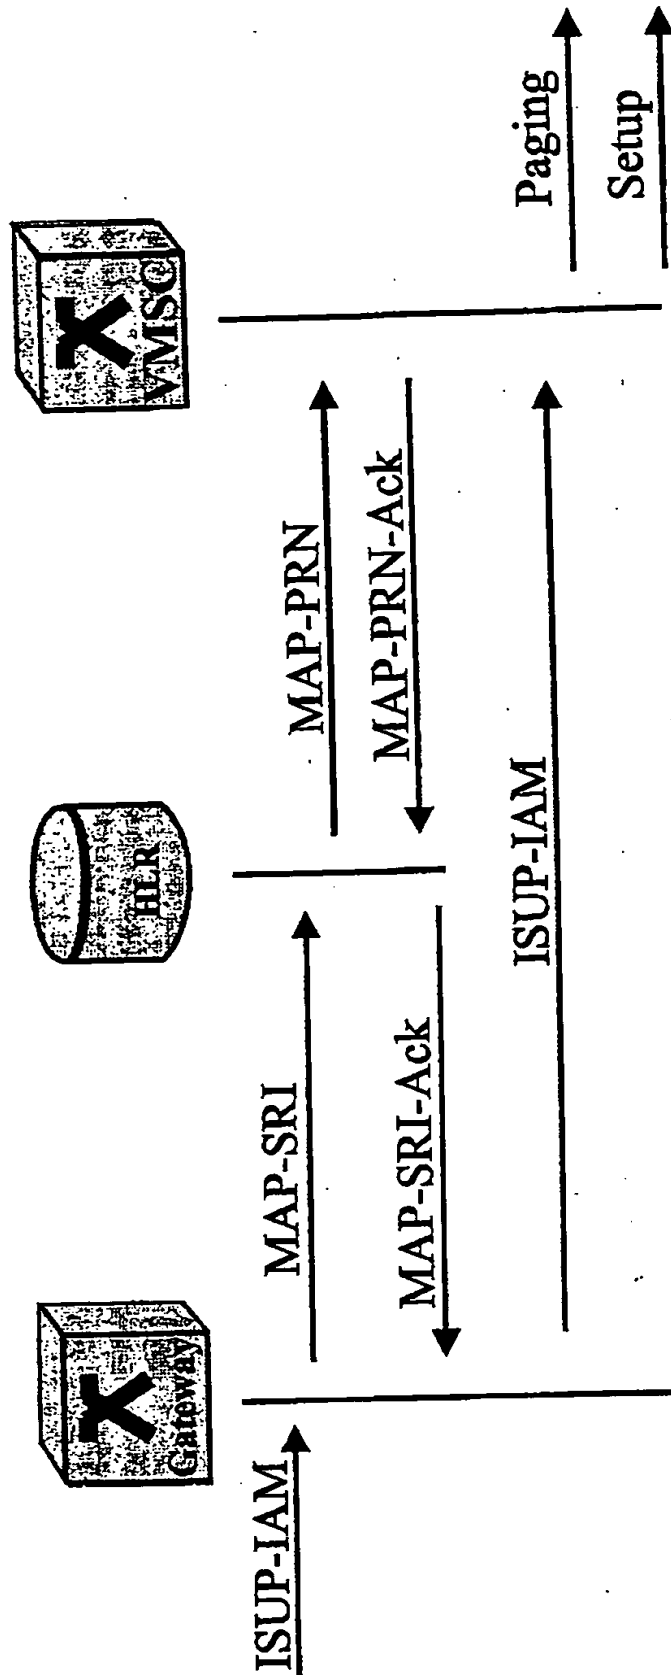 Gateway
HLR
VMSC
ISUP-IAM
MAP-SRI
MAP-PRN
MAP-PRN-Ack
MAP-SRI-Ack
ISUP-IAM
Paging
Setup